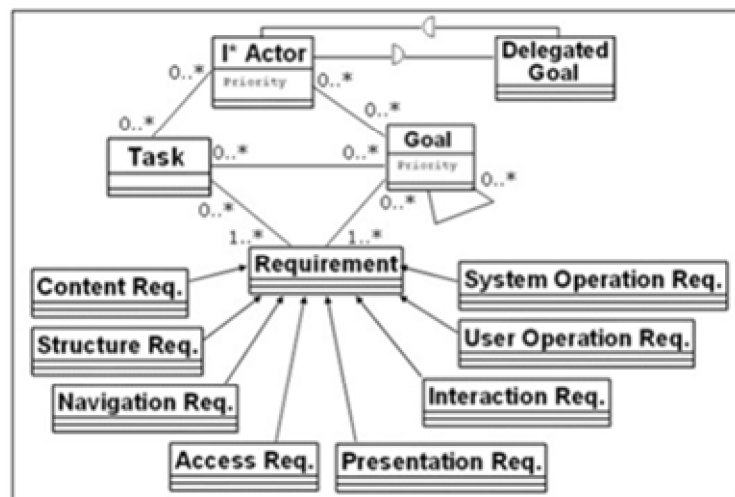 I* Actor
Priority
Delegated
Goal
0..*
0..*
0..*
0..*
Task
0..*
0..*
Goal
Priority
0..*
0..*
0..*
1..*
1..*
Requirement
Content Req.
System Operation Req.
Structure Req.
User Operation Req.
Navigation Req.
Interaction Req.
Access Req.
Presentation Req.